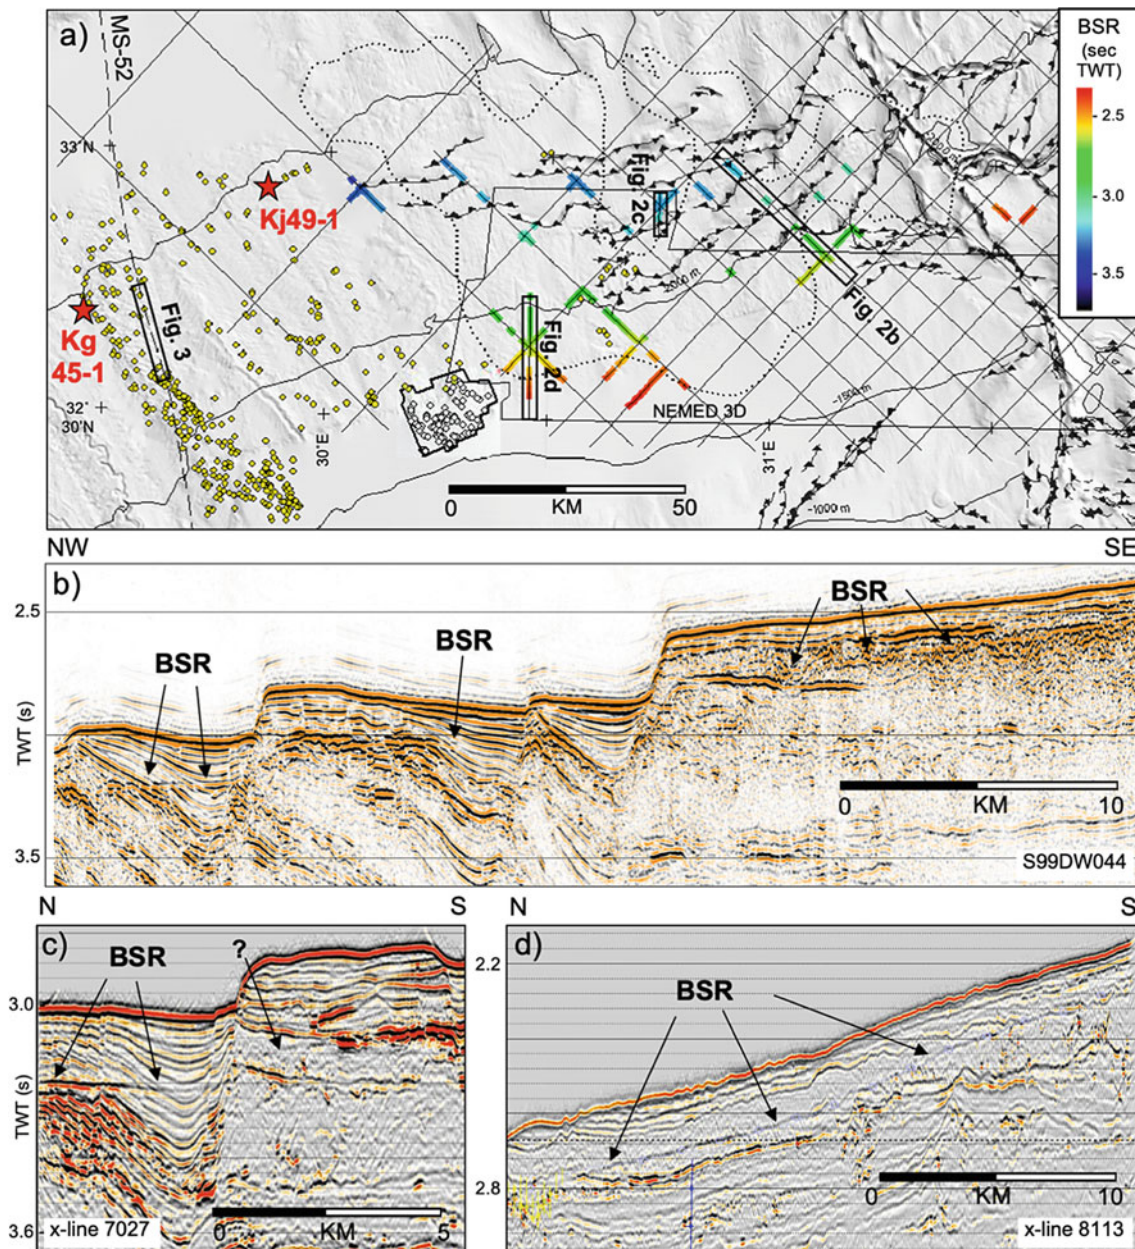 a)
MS-52
33°N
Kj49-1
Kg
45-1
Fig. 3
32°
30°N
30°E
Fig. 2c
Fig. 2b
Fig. 2d
2000 m
NEMED 3D
-1500 m
31°E
-1000 m
0 KM 50
BSR
(sec
TWT)
2.5
3.0
3.5
NW SE
b)
2.5
TWT (s)
3.5
BSR
BSR
BSR
0 KM 10
S99DW044
N S
c)
BSR
?
3.0
TWT (s)
3.6
x-line 7027
0 KM 5
N S
d)
2.2
BSR
2.8
0 KM 10
x-line 8113